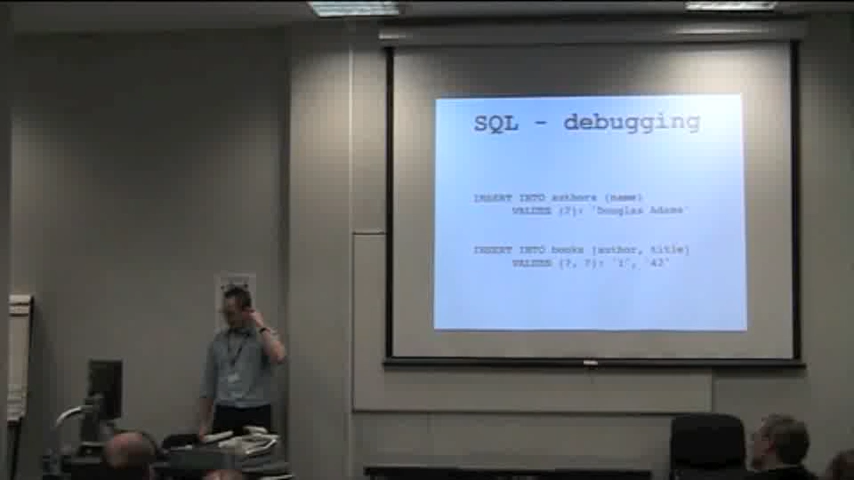 SQL - debugging
INSERT INTO authors (name)
VALUES (?): 'Douglas Adams'
INSERT INTO books (author, title)
VALUES (?, ?): '1', '42'